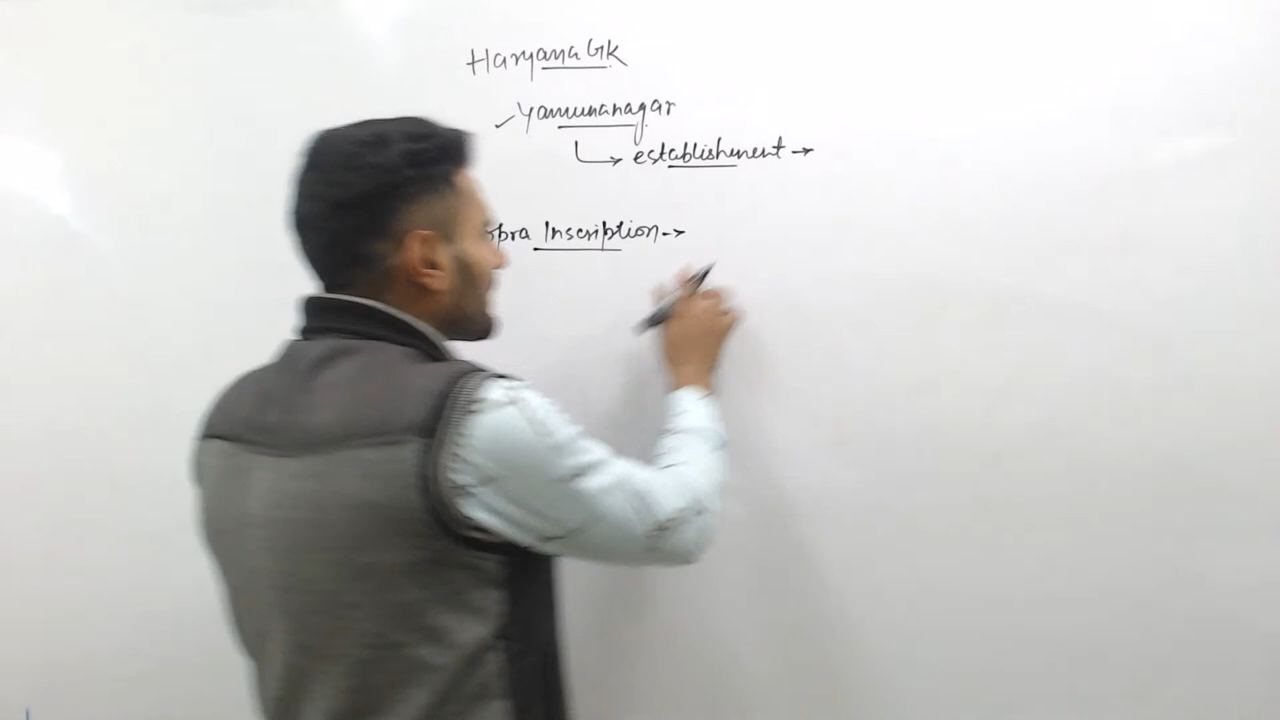 Haryana GK
✓ Yamunanagar
↳ establishment →
Inscription →